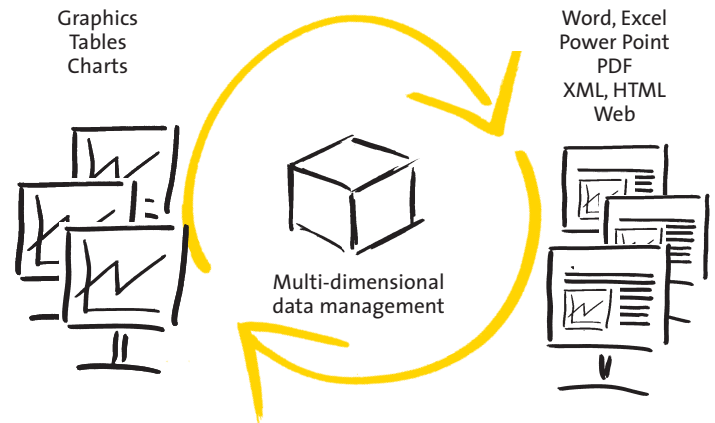 Graphics
Tables
Charts
Word, Excel
Power Point
PDF
XML, HTML
Web
Multi-dimensional
data management